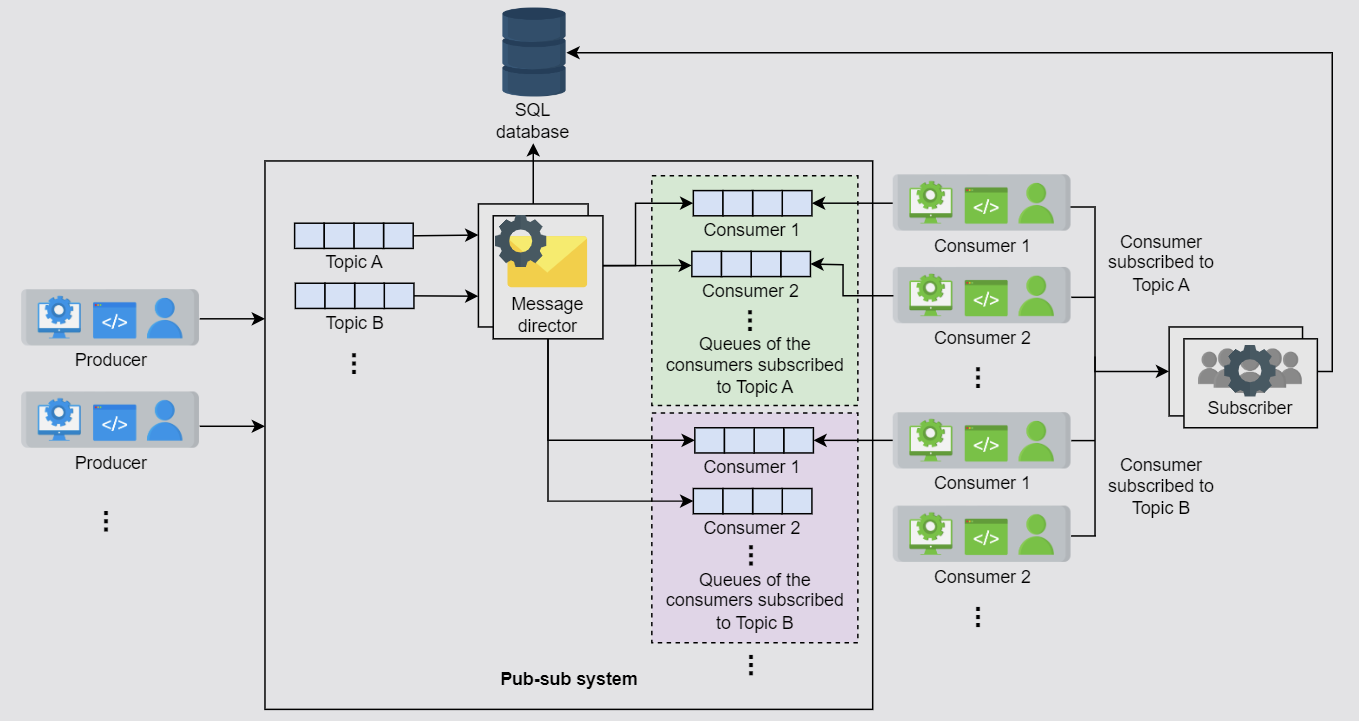 SQL
database
Topic A
Topic B
Message
director
Producer
Producer
Consumer 1
Consumer 2
Queues of the
consumers subscribed
to Topic A
Consumer 1
Consumer 2
Queues of the
consumers subscribed
to Topic B
Pub-sub system
</>
Consumer 1
</>
Consumer 2
</>
Consumer 1
</>
Consumer 2
</>
</>
Consumer
subscribed to
Topic A
Consumer
subscribed to
Topic B
Subscriber